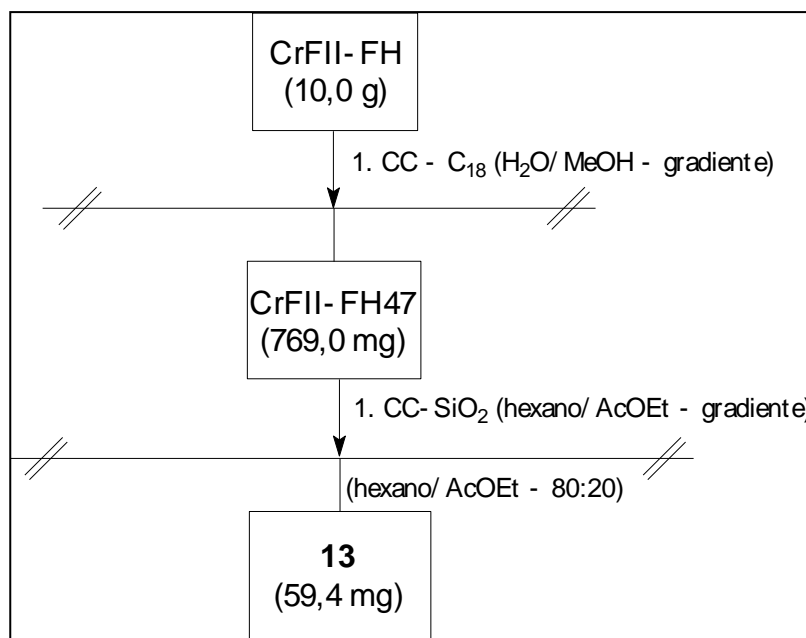 CrFII-FH
(10,0 g)
1. CC - C₁₈ (H₂O/ MeOH - gradiente)
CrFII-FH47
(769,0 mg)
1. CC-SiO₂ (hexano/ AcOEt - gradiente)
(hexano/ AcOEt - 80:20)
13
(59,4 mg)